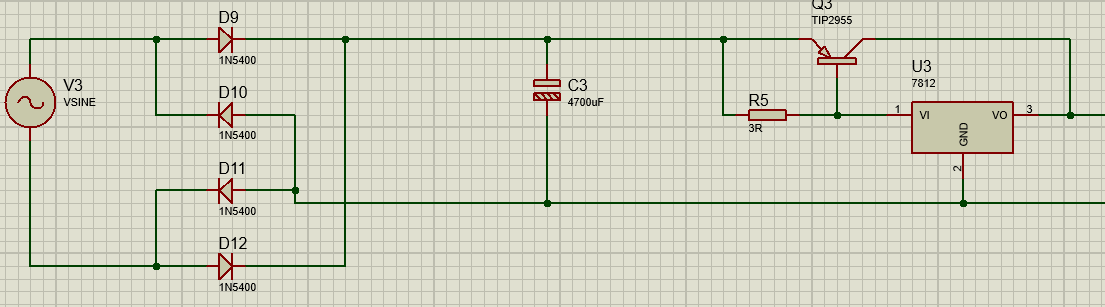 Q3
TIP2955
D9
1N5400
V3
VSINE
D10
1N5400
C3
4700uF
R5
3R
U3
7812
1
VI
VO
3
GND
2
D11
1N5400
D12
1N5400